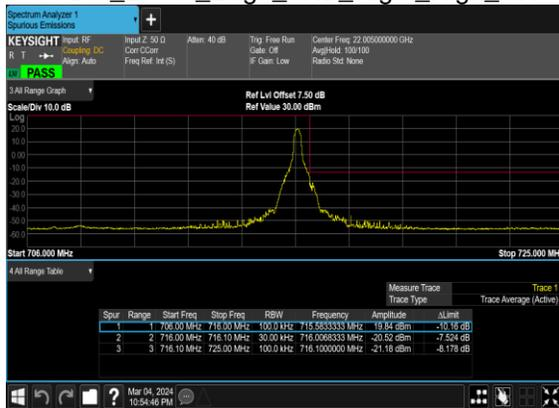 Spectrum Analyzer 1
Spurious Emissions
KEYSIGHT Input: RF Input Z: 50 Ω Atten: 40 dB Trig: Free Run Center Freq: 22.005000000 GHz
R T Coupling: DC Corr CCorr Gate: Off Avg|Hold: 100/100
Align: Auto Freq Ref: Int (S) IF Gain: Low Radio Std: None
PASS
3 All Range Graph Ref Lvl Offset 7.50 dB
Scale/Div 10.0 dB Ref Value 30.00 dBm
Log
20.0
10.0
0.00
-10.0
-20.0
-30.0
-40.0
-50.0
-60.0
Start 706.000 MHz Stop 725.000 MHz
4 All Range Table
Measure Trace Trace 1
Trace Type Trace Average (Active)
Spur Range Start Freq Stop Freq RBW Frequency Amplitude ΔLimit
1 1 706.00 MHz 716.00 MHz 100.0 kHz 715.5833333 MHz 19.84 dBm -10.16 dB
2 2 716.00 MHz 716.10 MHz 30.00 kHz 716.0068333 MHz -20.52 dBm -7.524 dB
3 3 716.10 MHz 725.00 MHz 100.0 kHz 716.1000000 MHz -21.18 dBm -8.178 dB
Mar 04, 2024
10:54:46 PM